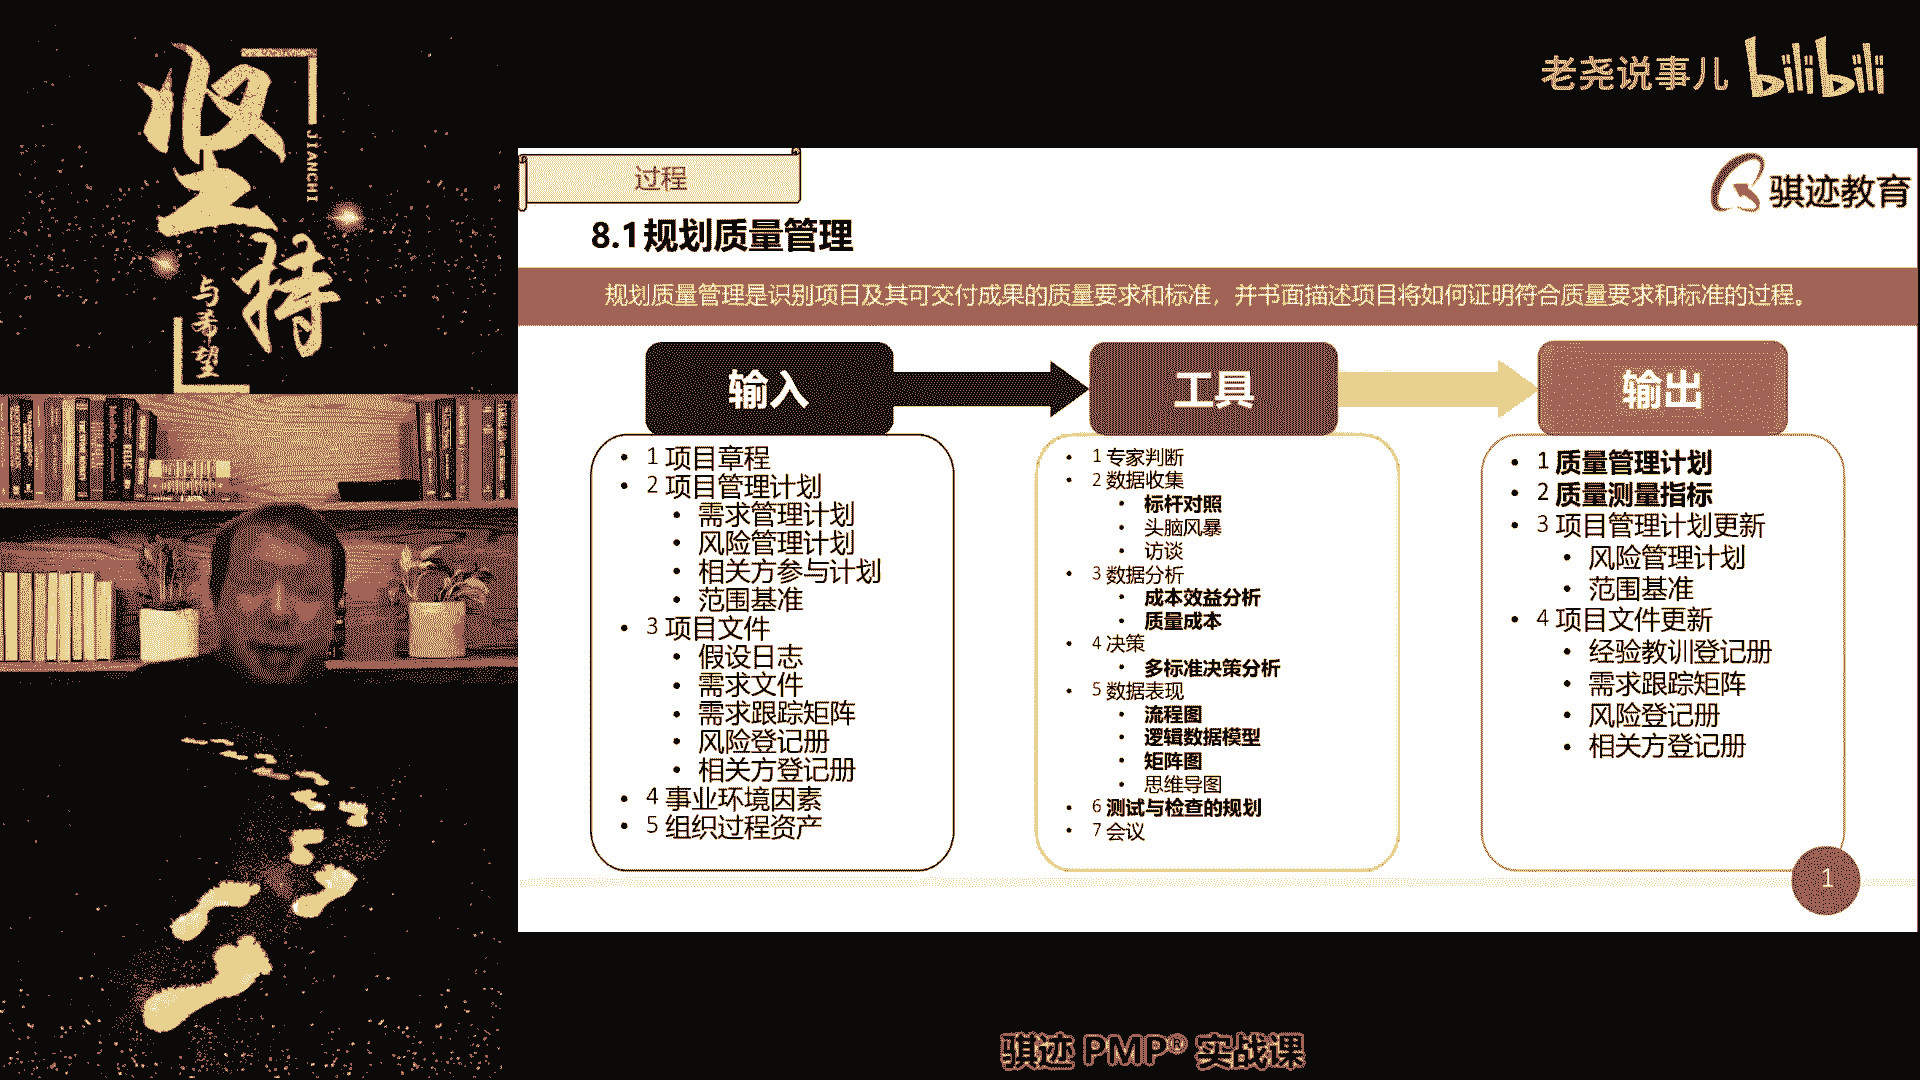 坚持
JIANCHI
与希望
老尧说事儿 bilibili
过程
骐迹教育
8.1规划质量管理
规划质量管理是识别项目及其可交付成果的质量要求和标准，并书面描述项目将如何证明符合质量要求和标准的过程。
输入
• 1 项目章程
• 2 项目管理计划
• 需求管理计划
• 风险管理计划
• 相关方参与计划
• 范围基准
• 3 项目文件
• 假设日志
• 需求文件
• 需求跟踪矩阵
• 风险登记册
• 相关方登记册
• 4 事业环境因素
• 5 组织过程资产
工具
• 1 专家判断
• 2 数据收集
• 标杆对照
• 头脑风暴
• 访谈
• 3 数据分析
• 成本效益分析
• 质量成本
• 4 决策
• 多标准决策分析
• 5 数据表现
• 流程图
• 逻辑数据模型
• 矩阵图
• 思维导图
• 6 测试与检查的规划
• 7 会议
输出
• 1 质量管理计划
• 2 质量测量指标
• 3 项目管理计划更新
• 风险管理计划
• 范围基准
• 4 项目文件更新
• 经验教训登记册
• 需求跟踪矩阵
• 风险登记册
• 相关方登记册
1
骐迹 PMP® 实战课